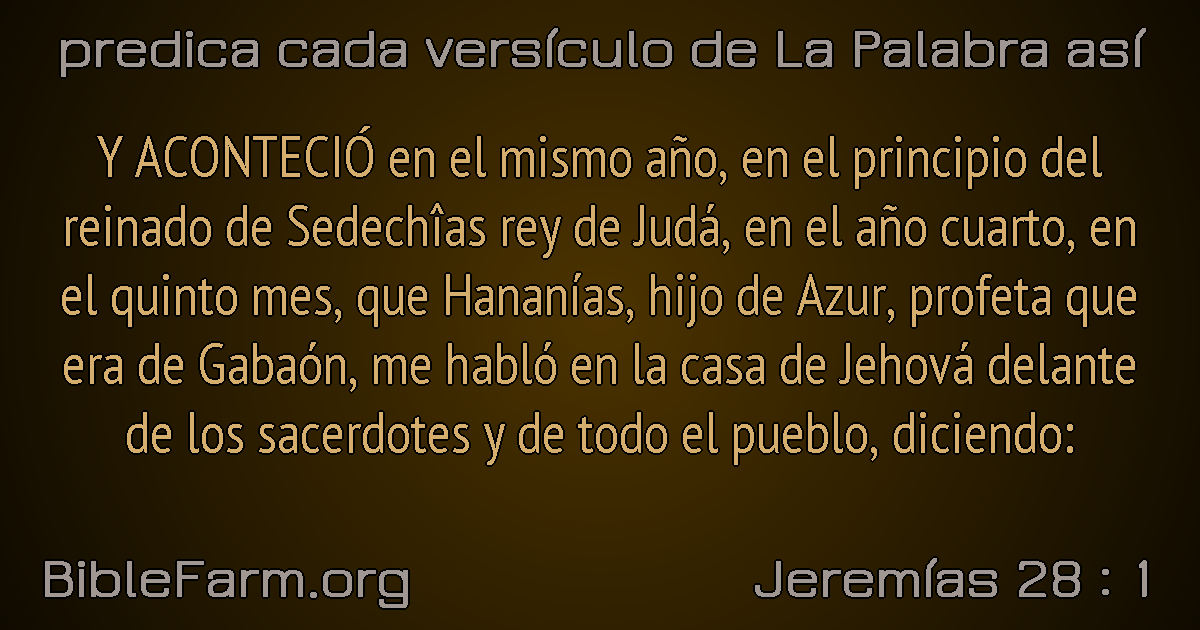 predica cada versículo de La Palabra así
Y ACONTECIÓ en el mismo año, en el principio del
reinado de Sedechîas rey de Judá, en el año cuarto, en
el quinto mes, que Hananías, hijo de Azur, profeta que
era de Gabaón, me habló en la casa de Jehová delante
de los sacerdotes y de todo el pueblo, diciendo:
BibleFarm.org
Jeremías 28 : 1